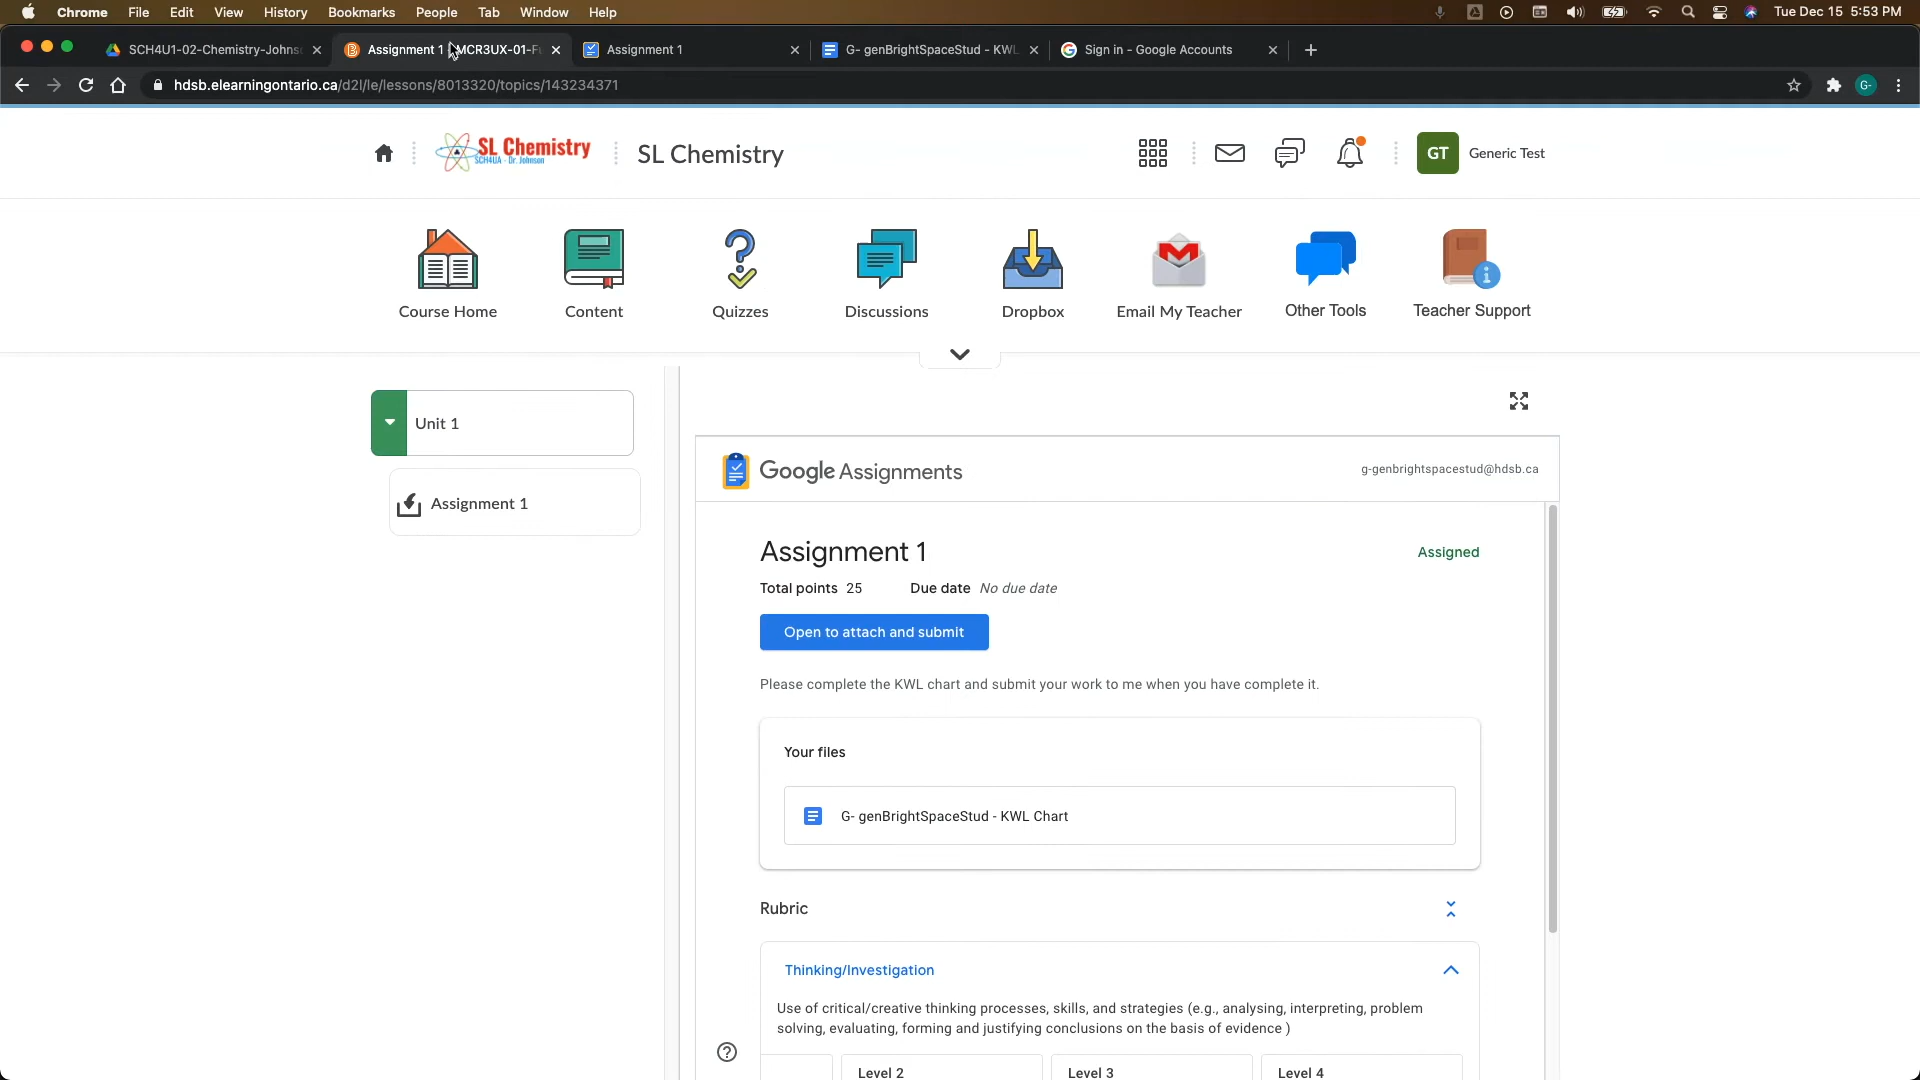 Chrome File Edit View History Bookmarks People Tab Window Help Tue Dec 15 5:53 PM
SCH4U1-02-Chemistry-Johns Assignment 1 MCR3UX-01-F Assignment 1 G- genBrightSpaceStud - KWL Sign in - Google Accounts
hdsb.elearningontario.ca/d2l/le/lessons/8013320/topics/143234371 G-
SL Chemistry
SCH4UA - Dr. Johnson
SL Chemistry
GT Generic Test
Course Home Content Quizzes Discussions Dropbox Email My Teacher Other Tools Teacher Support
Unit 1
Assignment 1
Google Assignments g-genbrightspacestud@hdsb.ca
Assignment 1 Assigned
Total points 25 Due date No due date
Open to attach and submit
Please complete the KWL chart and submit your work to me when you have complete it.
Your files
G- genBrightSpaceStud - KWL Chart
Rubric
Thinking/Investigation
Use of critical/creative thinking processes, skills, and strategies (e.g., analysing, interpreting, problem
solving, evaluating, forming and justifying conclusions on the basis of evidence )
Level 2 Level 3 Level 4